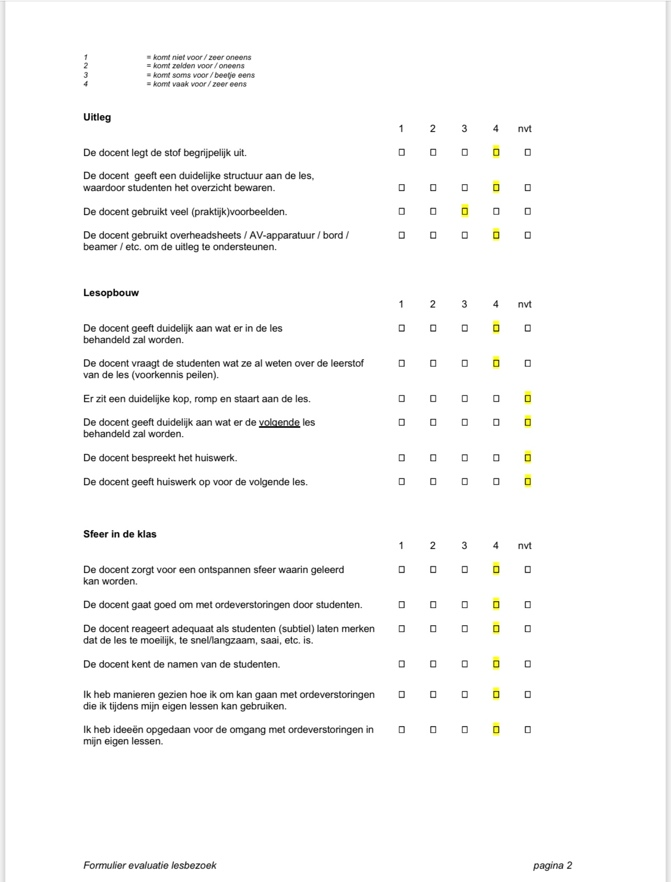 1 = komt niet voor / zeer oneens
2 = komt zelden voor / oneens
3 = komt soms voor / beetje eens
4 = komt vaak voor / zeer eens
Uitleg
1 2 3 4 nvt
De docent legt de stof begrijpelijk uit.
De docent geeft een duidelijke structuur aan de les,
waardoor studenten het overzicht bewaren.
De docent gebruikt veel (praktijk)voorbeelden.
De docent gebruikt overheadsheets / AV-apparatuur / bord /
beamer / etc. om de uitleg te ondersteunen.
Lesopbouw
1 2 3 4 nvt
De docent geeft duidelijk aan wat er in de les
behandeld zal worden.
De docent vraagt de studenten wat ze al weten over de leerstof
van de les (voorkennis peilen).
Er zit een duidelijke kop, romp en staart aan de les.
De docent geeft duidelijk aan wat er de volgende les
behandeld zal worden.
De docent bespreekt het huiswerk.
De docent geeft huiswerk op voor de volgende les.
Sfeer in de klas
1 2 3 4 nvt
De docent zorgt voor een ontspannen sfeer waarin geleerd
kan worden.
De docent gaat goed om met ordeverstoringen door studenten.
De docent reageert adequaat als studenten (subtiel) laten merken
dat de les te moeilijk, te snel/langzaam, saai, etc. is.
De docent kent de namen van de studenten.
Ik heb manieren gezien hoe ik om kan gaan met ordeverstoringen
die ik tijdens mijn eigen lessen kan gebruiken.
Ik heb ideeën opgedaan voor de omgang met ordeverstoringen in
mijn eigen lessen.
Formulier evaluatie lesbezoek pagina 2